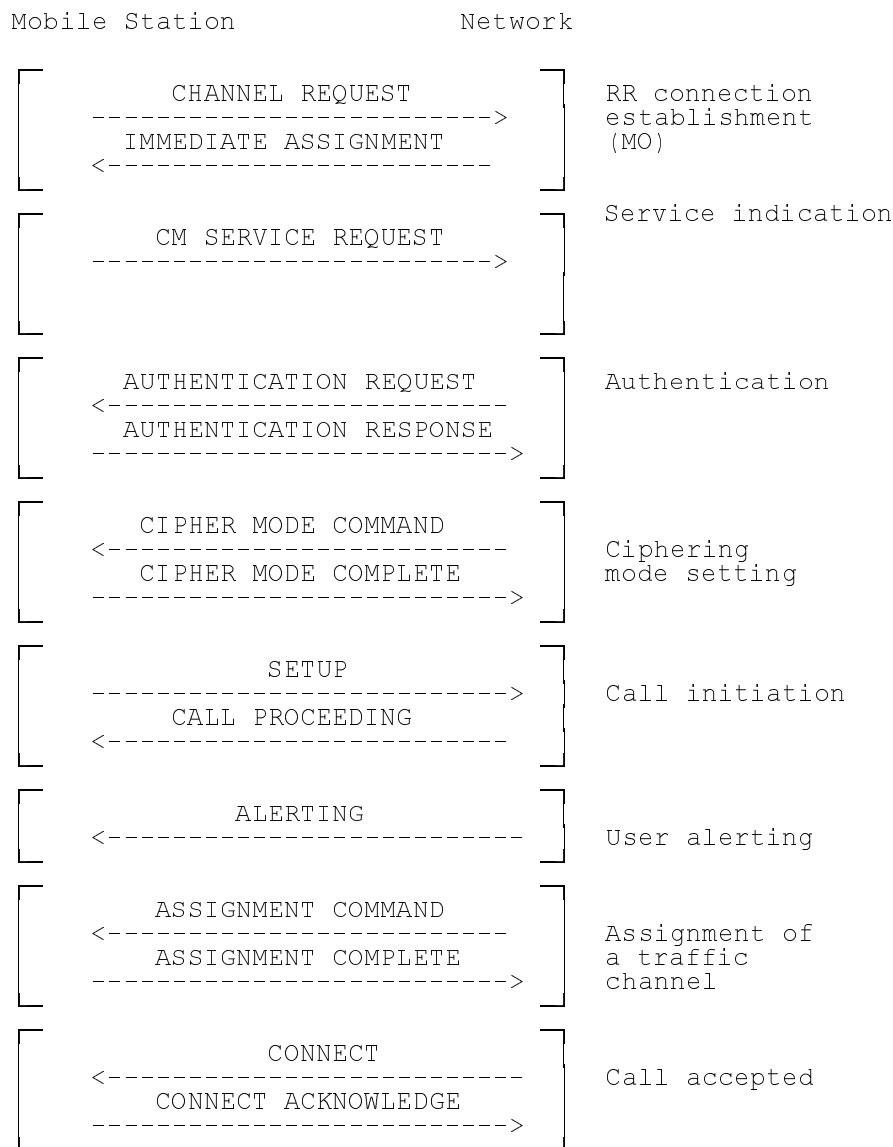 Mobile Station Network
CHANNEL REQUEST RR connection
-------------------------> establishment
IMMEDIATE ASSIGNMENT (MO)
<------------------------
Service indication
CM SERVICE REQUEST
------------------------->
AUTHENTICATION REQUEST Authentication
<-------------------------
AUTHENTICATION RESPONSE
-------------------------->
CIPHER MODE COMMAND
<------------------------- Ciphering
CIPHER MODE COMPLETE mode setting
-------------------------->
SETUP
--------------------------> Call initiation
CALL PROCEEDING
<-------------------------
ALERTING
<-------------------------- User alerting
ASSIGNMENT COMMAND
<------------------------- Assignment of
ASSIGNMENT COMPLETE a traffic
--------------------------> channel
CONNECT
<-------------------------- Call accepted
CONNECT ACKNOWLEDGE
-------------------------->